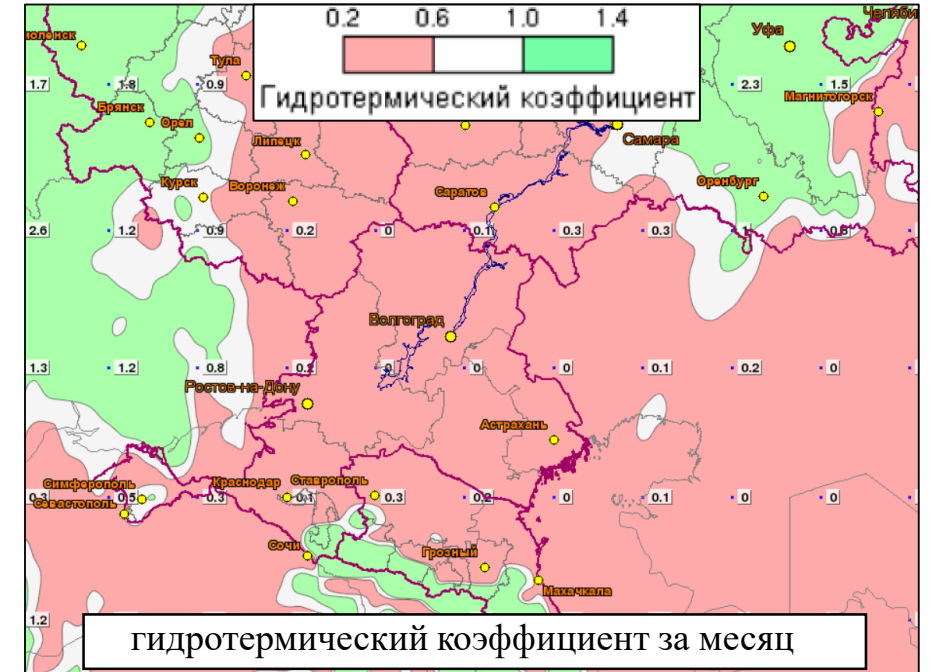 0.2 0.6 1.0 1.4
Гидротермический коэффициент
моленск
Тула
Уфа
Челяби
1.7 1.8 0.9 2.3 1.5
Магнитогорск
Брянск
Орел
Липецк
Самара
Курск
Воронеж
Саратов
Оренбург
2.6 1.2 0.9 0.2 0 0.1 0.3 0.3 1
Волгоград
1.3 1.2 0.8 0 0 0.1 0.2 0
Ростов-на-Дону
Астрахань
Симферополь
Краснодар
Ставрополь
0.3 0.5 0.3 0.1 0.3 0.2 0 0.1 0 0
Севастополь
Сочи
Грозный
Махачкала
1.2
гидротермический коэффициент за месяц